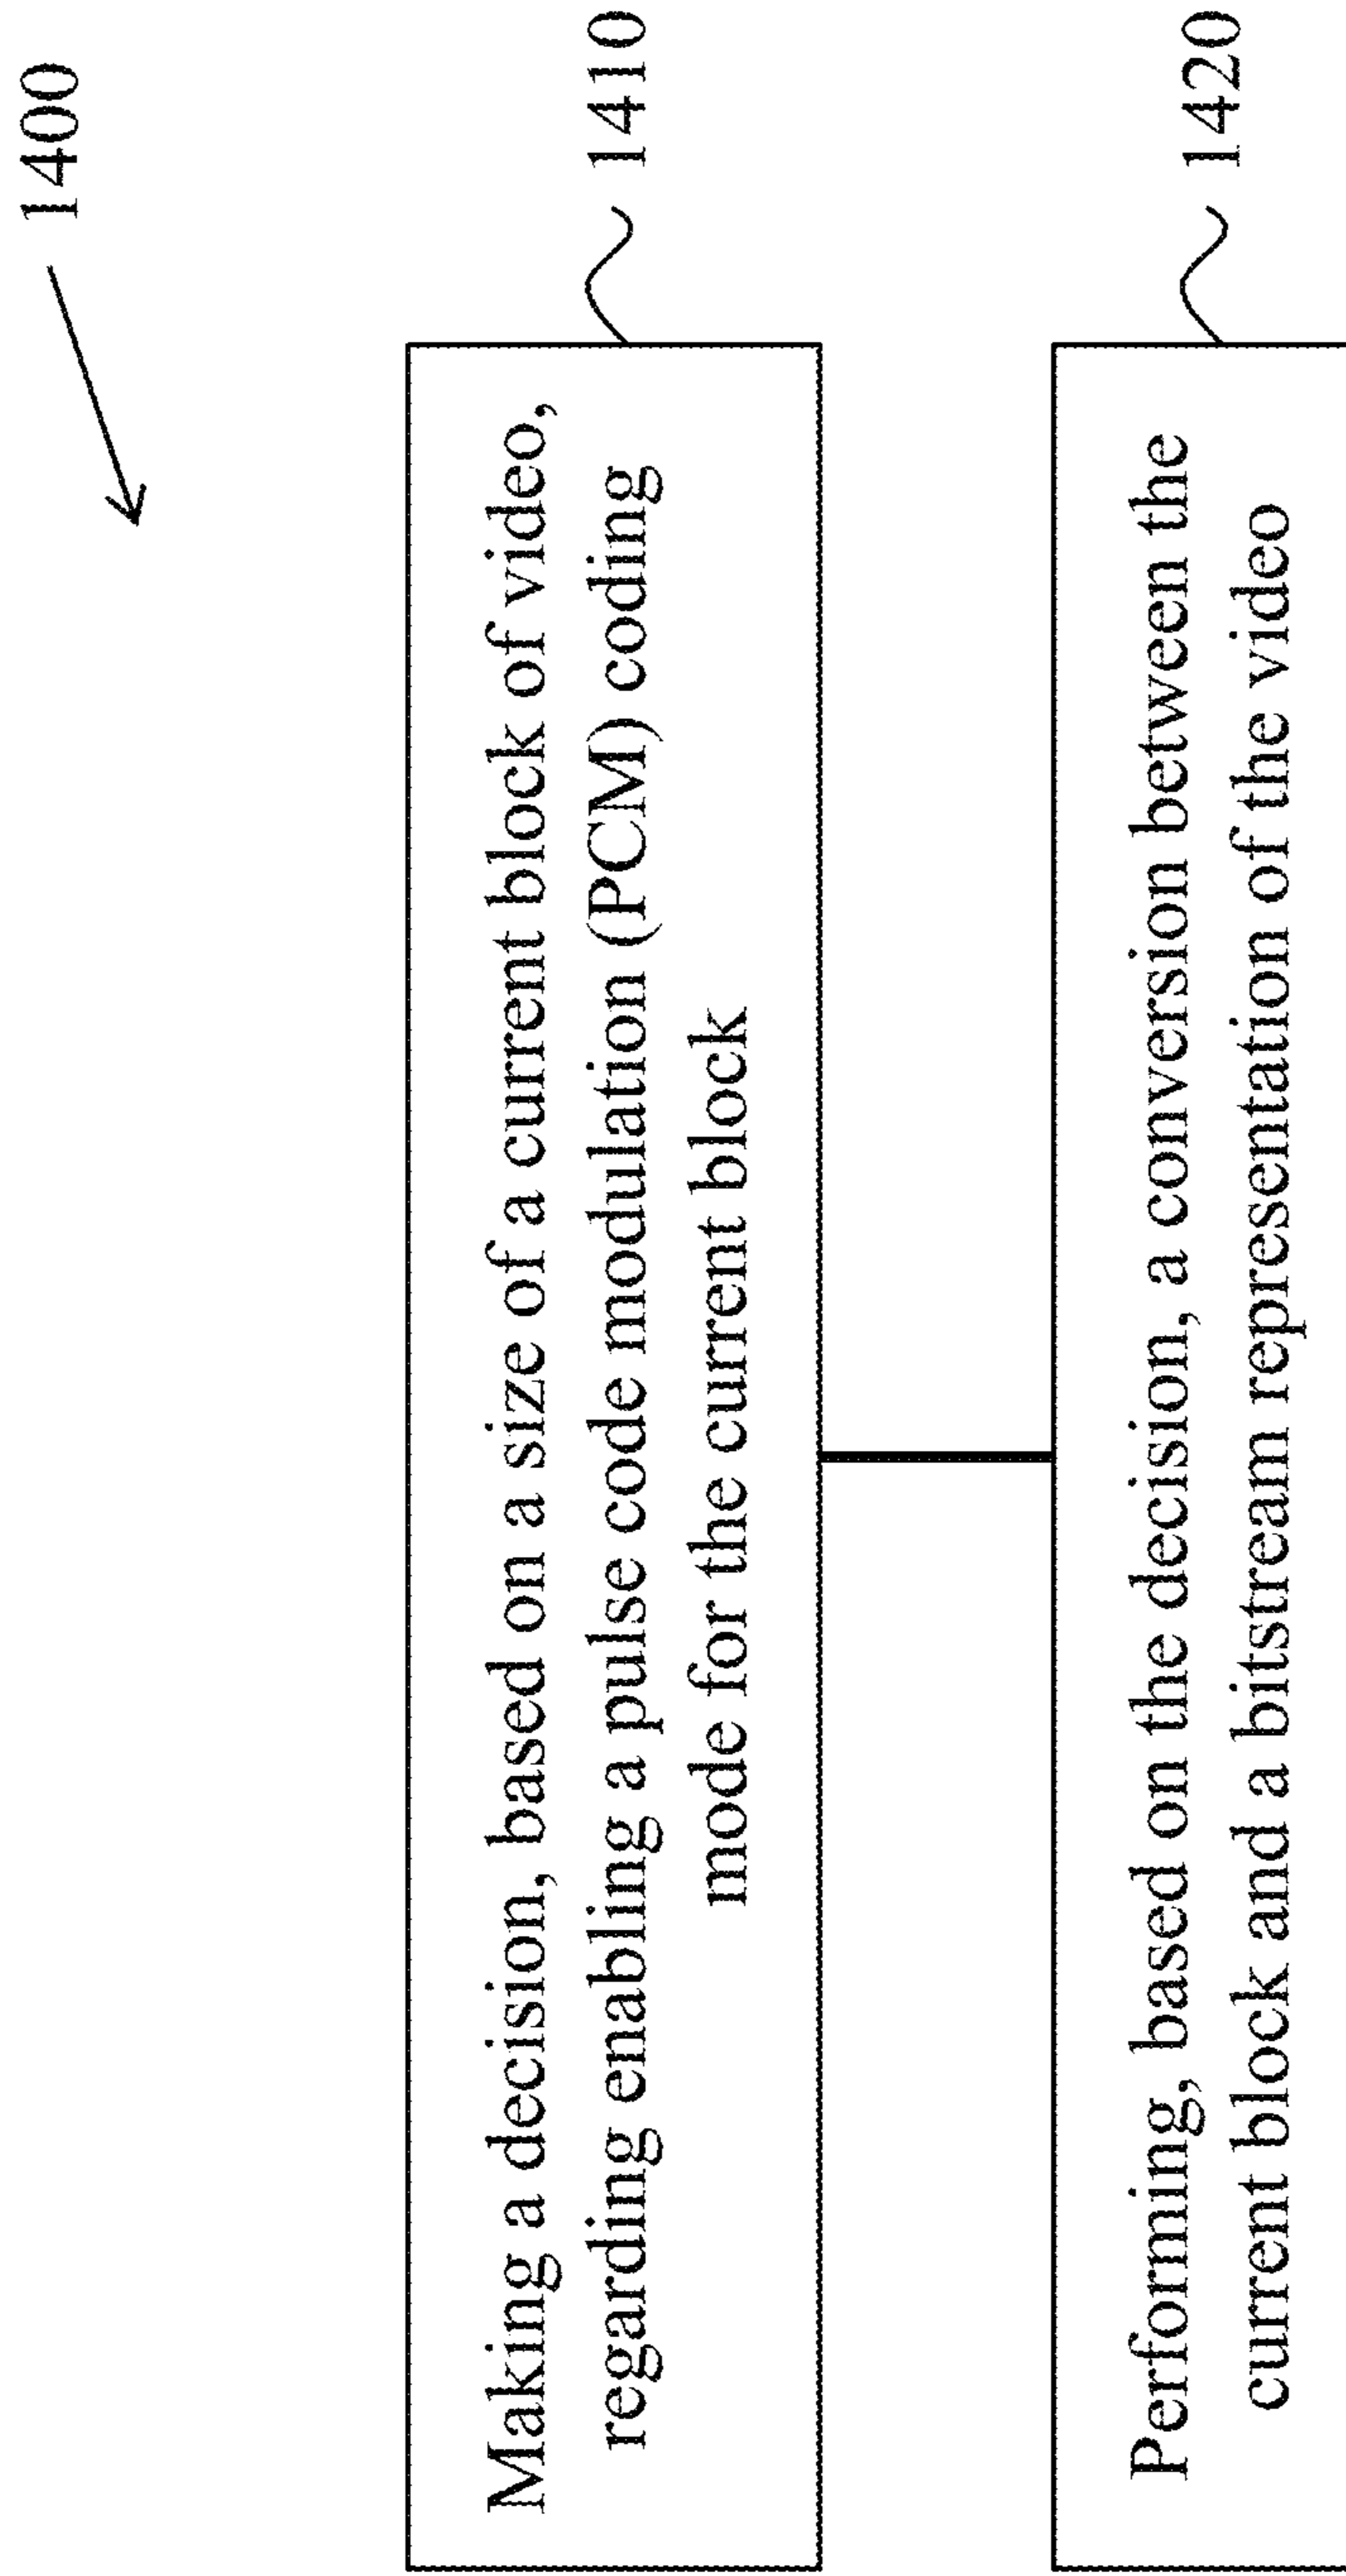 1400
Making a decision, based on a size of a current block of video,
regarding enabling a pulse code modulation (PCM) coding
mode for the current block
1410
Performing, based on the decision, a conversion between the
current block and a bitstream representation of the video
1420